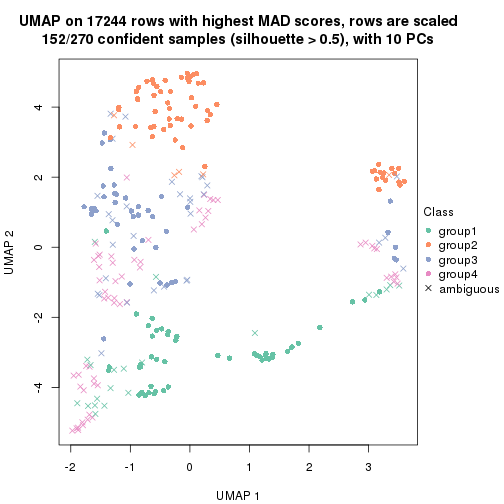 UMAP on 17244 rows with highest MAD scores, rows are scaled
152/270 confident samples (silhouette > 0.5), with 10 PCs
4
2
0
-2
-4
UMAP 2
-2
-1
0
1
2
3
UMAP 1
Class
group1
group2
group3
group4
ambiguous